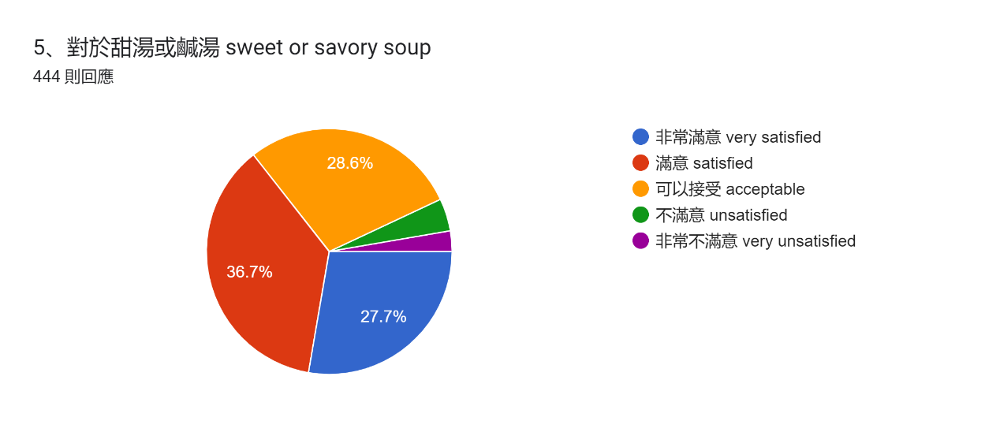 5、對於甜湯或鹹湯 sweet or savory soup
444 則回應
28.6%
36.7%
27.7%
非常滿意 very satisfied
滿意 satisfied
可以接受 acceptable
不滿意 unsatisfied
非常不滿意 very unsatisfied